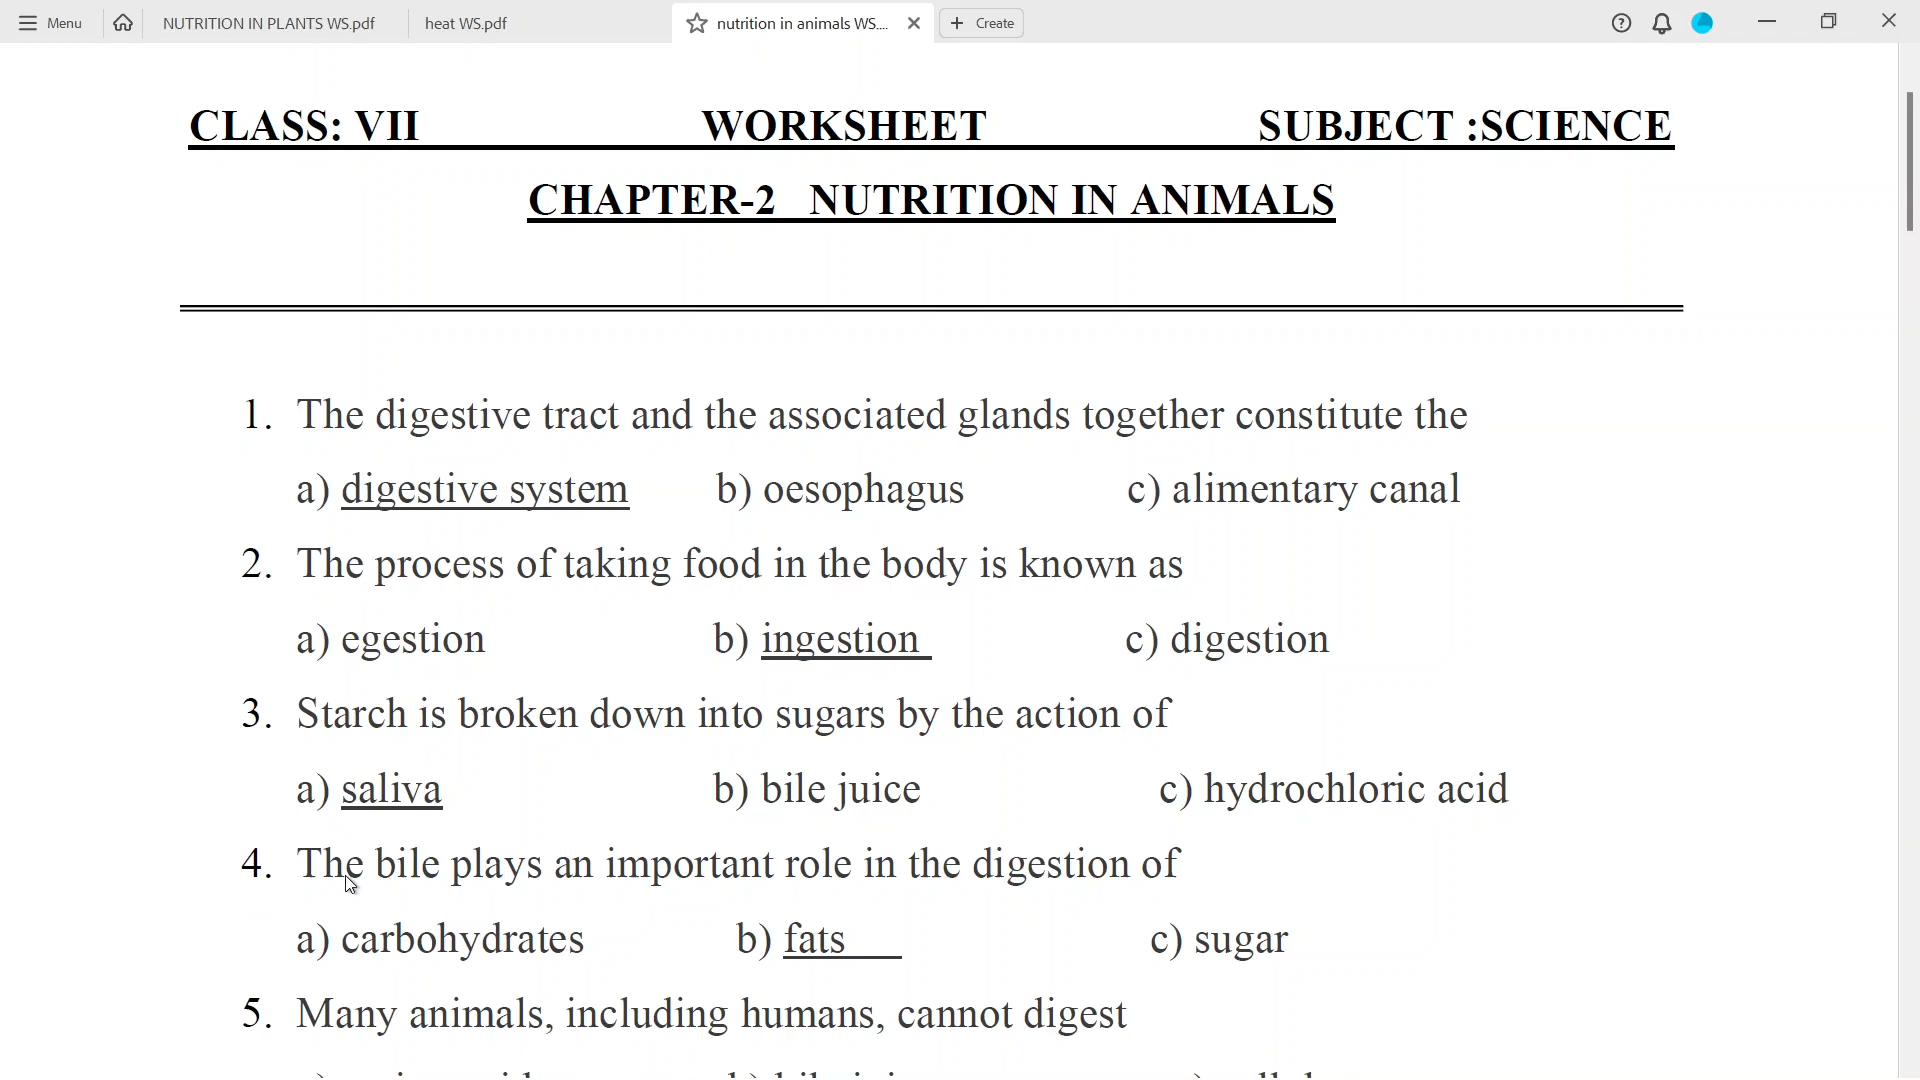 Menu NUTRITION IN PLANTS WS.pdf heat WS.pdf nutrition in animals WS.... + Create
CLASS: VII WORKSHEET SUBJECT :SCIENCE
CHAPTER-2 NUTRITION IN ANIMALS
1. The digestive tract and the associated glands together constitute the
a) digestive system b) oesophagus c) alimentary canal
2. The process of taking food in the body is known as
a) egestion b) ingestion c) digestion
3. Starch is broken down into sugars by the action of
a) saliva b) bile juice c) hydrochloric acid
4. The bile plays an important role in the digestion of
a) carbohydrates b) fats c) sugar
5. Many animals, including humans, cannot digest